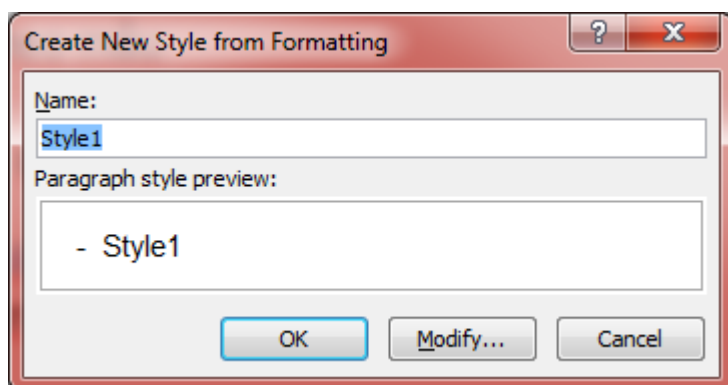 Create New Style from Formatting
?
X
Name:
Style1
Paragraph style preview:
- Style1
OK
Modify...
Cancel